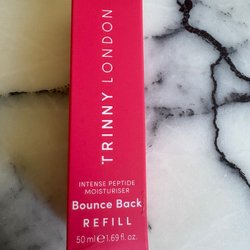 TRINNY LONDON
INTENSE PEPTIDE
MOISTURISER
Bounce Back
REFILL
50 ml e 1.69 fl. oz.